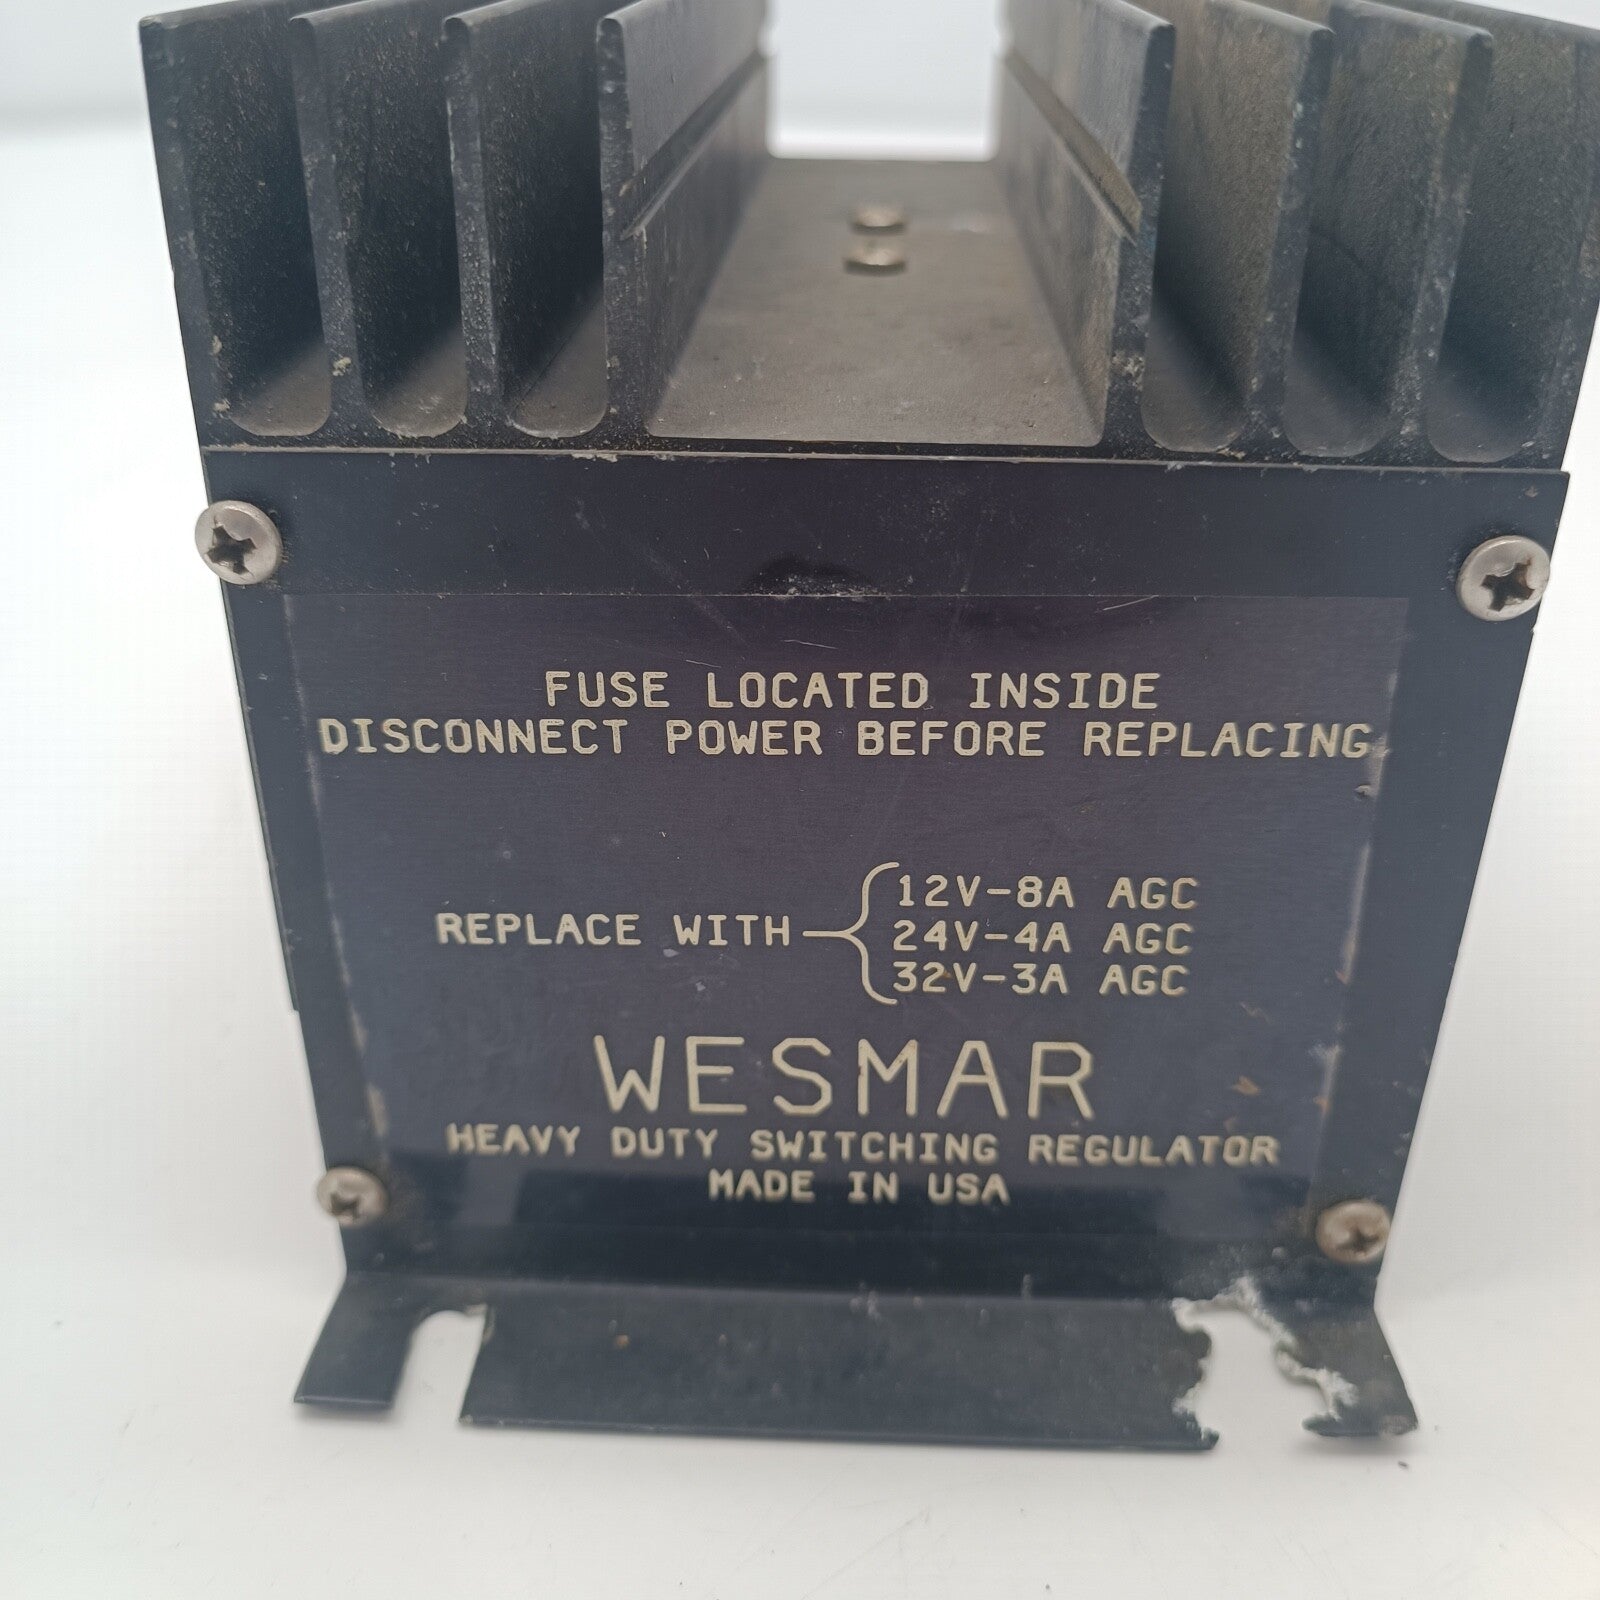 FUSE LOCATED INSIDE
DISCONNECT POWER BEFORE REPLACING
12V-8A AGC
REPLACE WITH 24V-4A AGC
32V-3A AGC
WESMAR
HEAVY DUTY SWITCHING REGULATOR
MADE IN USA